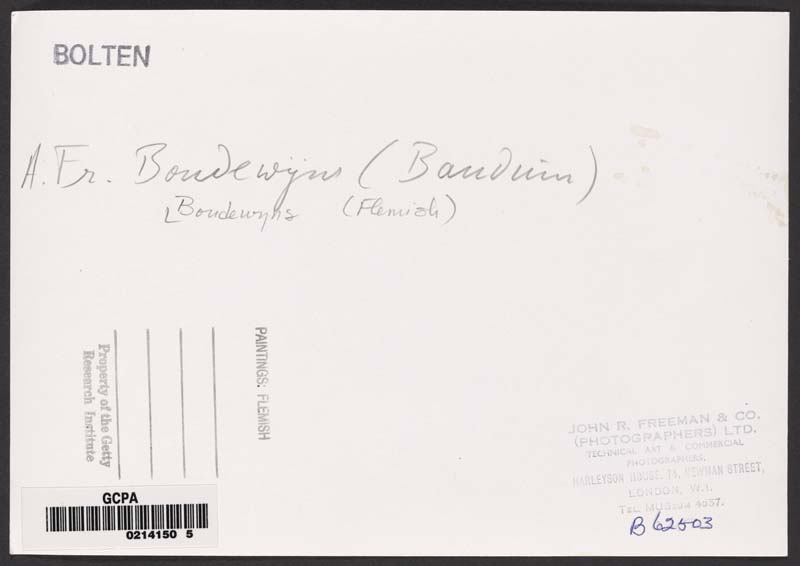 BOLTEN
A. Fr. Boudewijns (Bauduin)
Boudewyns (Flemish)
PAINTINGS: FLEMISH
Property of the Getty
Research Institute
GCPA
0214150 5
JOHN R. FREEMAN & CO.
(PHOTOGRAPHERS) LTD.
TECHNICAL ART & COMMERCIAL
PHOTOGRAPHERS.
HARLEYSON HOUSE, 74, NEWMAN STREET,
LONDON, W.1.
TEL. MUSEUM 4037.
B 62503